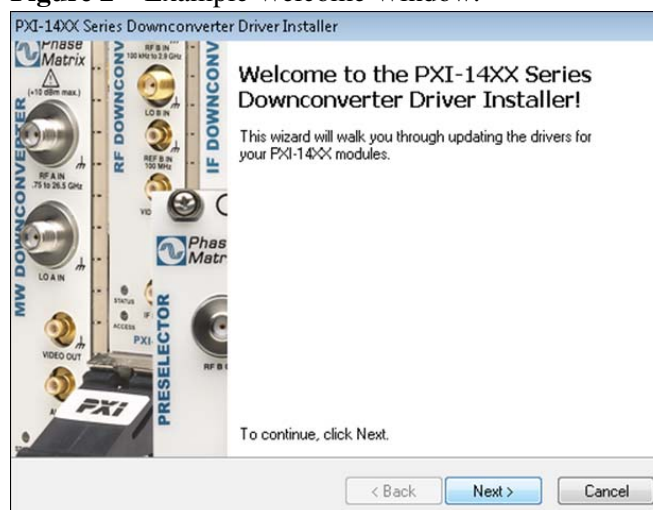 Figure 2 Example Welcome Window.
PXI-14XX Series Downconverter Driver Installer
Phase
Matrix
(+10 dBm max.)
RF A IN
.75 to 26.5 GHz
LO A IN
VIDEO OUT
MW DOWNCONVERTER
RF B IN
100 kHz to 2.9 GHz
LO B IN
REF B IN
100 MHz
VID
RF DOWNCONV
STATUS
IF
ACCESS
PXI-
IF DOWNCONV
Phas
Matr
RF B
PRESELECTOR
PXI
Welcome to the PXI-14XX Series
Downconverter Driver Installer!
This wizard will walk you through updating the drivers for
your PXI-14XX modules.
To continue, click Next.
< Back
Next >
Cancel